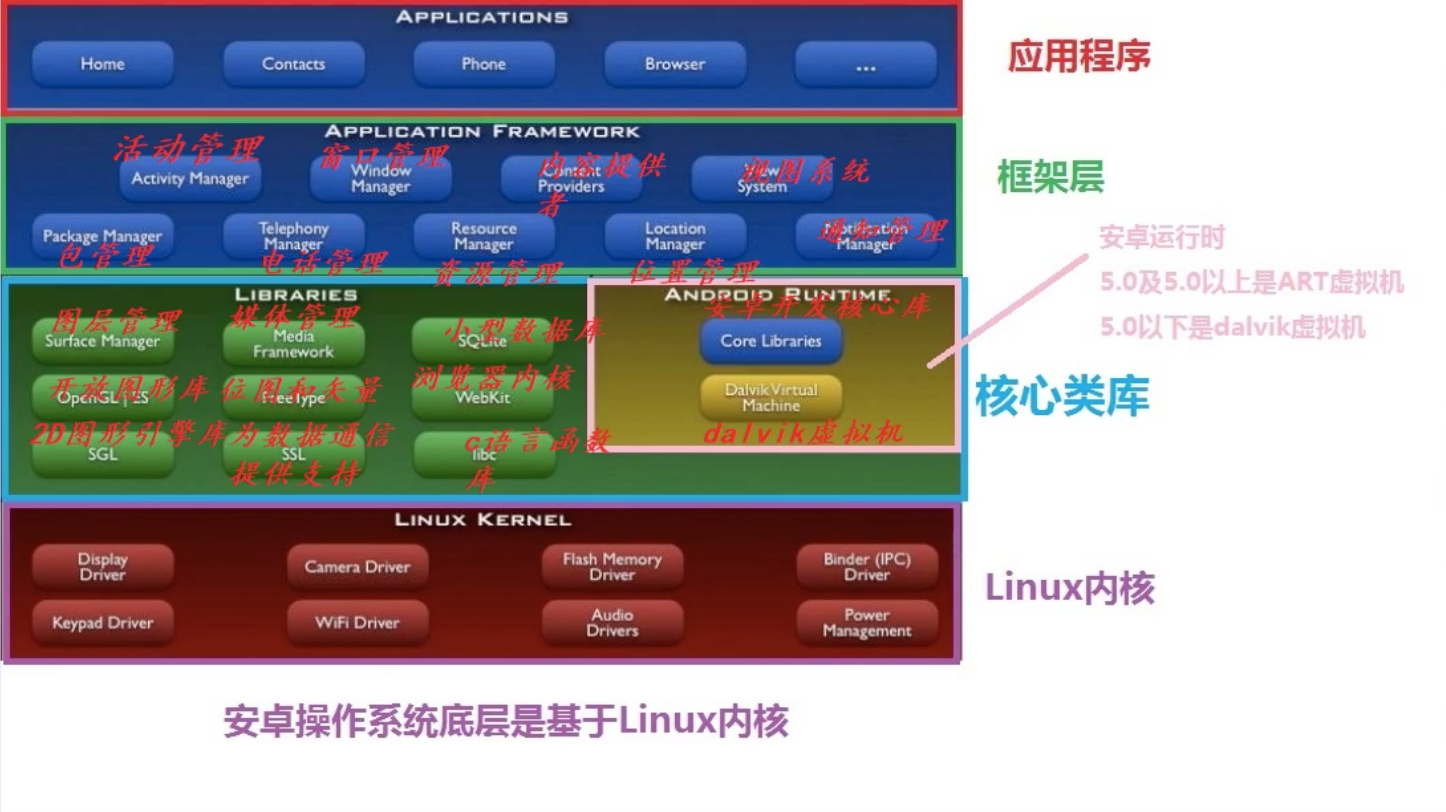 APPLICATIONS
Home
Contacts
Phone
Browser
...
应用程序
APPLICATION FRAMEWORK
活动管理
窗口管理
内容提供
者
视图系统
Activity Manager
Window
Manager
Content
Providers
View
System
框架层
Package Manager
Telephony
Manager
Resource
Manager
Location
Manager
Notification
Manager
包管理
电话管理
资源管理
位置管理
通知管理
安卓运行时
5.0及5.0以上是ART虚拟机
5.0以下是dalvik虚拟机
LIBRARIES
图层管理
媒体管理
小型数据库
Surface Manager
Media
Framework
SQLite
开放图形库
位图和矢量
浏览器内核
OpenGL | ES
FreeType
WebKit
2D图形引擎库
为数据通信
提供支持
c语言函数
库
SGL
SSL
libc
ANDROID RUNTIME
安卓开发核心库
Core Libraries
Dalvik Virtual
Machine
dalvik虚拟机
核心类库
LINUX KERNEL
Display
Driver
Camera Driver
Flash Memory
Driver
Binder (IPC)
Driver
Keypad Driver
WiFi Driver
Audio
Drivers
Power
Management
Linux内核
安卓操作系统底层是基于Linux内核